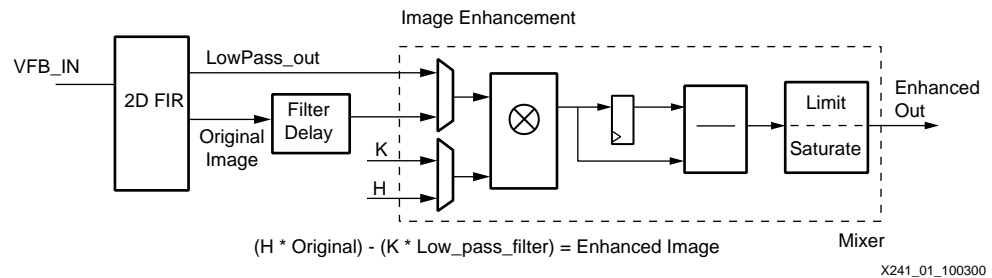 Image Enhancement
VFB_IN
2D FIR
LowPass_out
Original
Image
Filter
Delay
K
H
Limit
Saturate
Enhanced
Out
(H * Original) - (K * Low_pass_filter) = Enhanced Image
Mixer
X241_01_100300